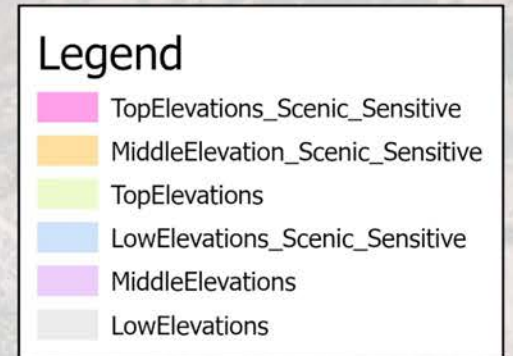 Legend
TopElevations_Scenic_Sensitive
MiddleElevation_Scenic_Sensitive
TopElevations
LowElevations_Scenic_Sensitive
MiddleElevations
LowElevations